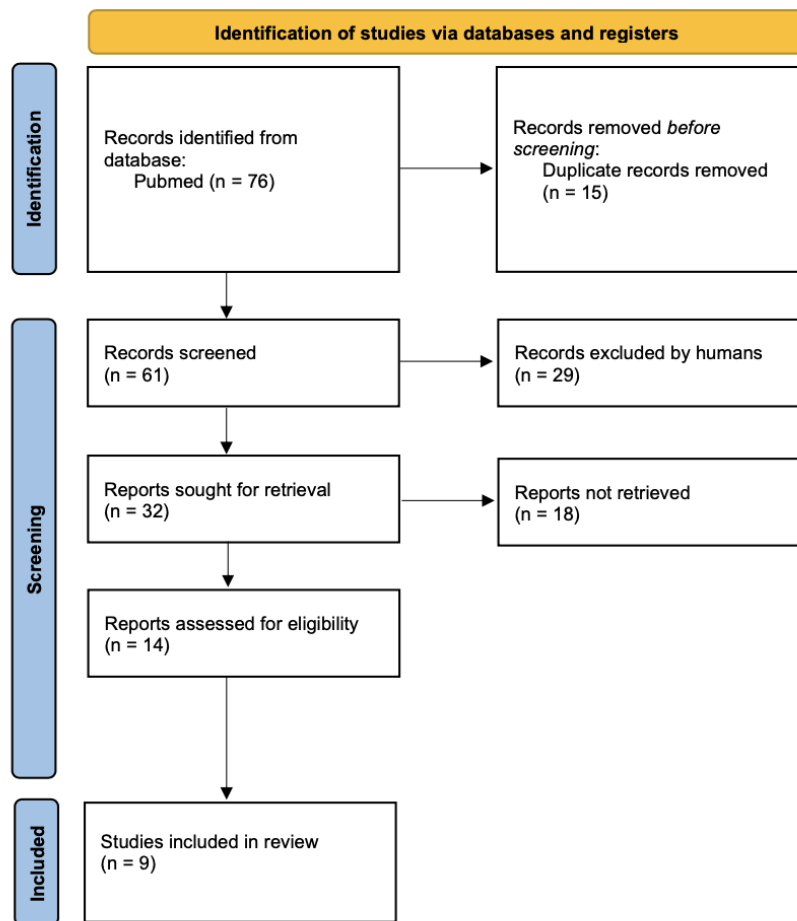 Identification of studies via databases and registers
Identification
Records identified from
database:
Pubmed (n = 76)
Records removed before
screening:
Duplicate records removed
(n = 15)
Screening
Records screened
(n = 61)
Records excluded by humans
(n = 29)
Reports sought for retrieval
(n = 32)
Reports not retrieved
(n = 18)
Reports assessed for eligibility
(n = 14)
Included
Studies included in review
(n = 9)